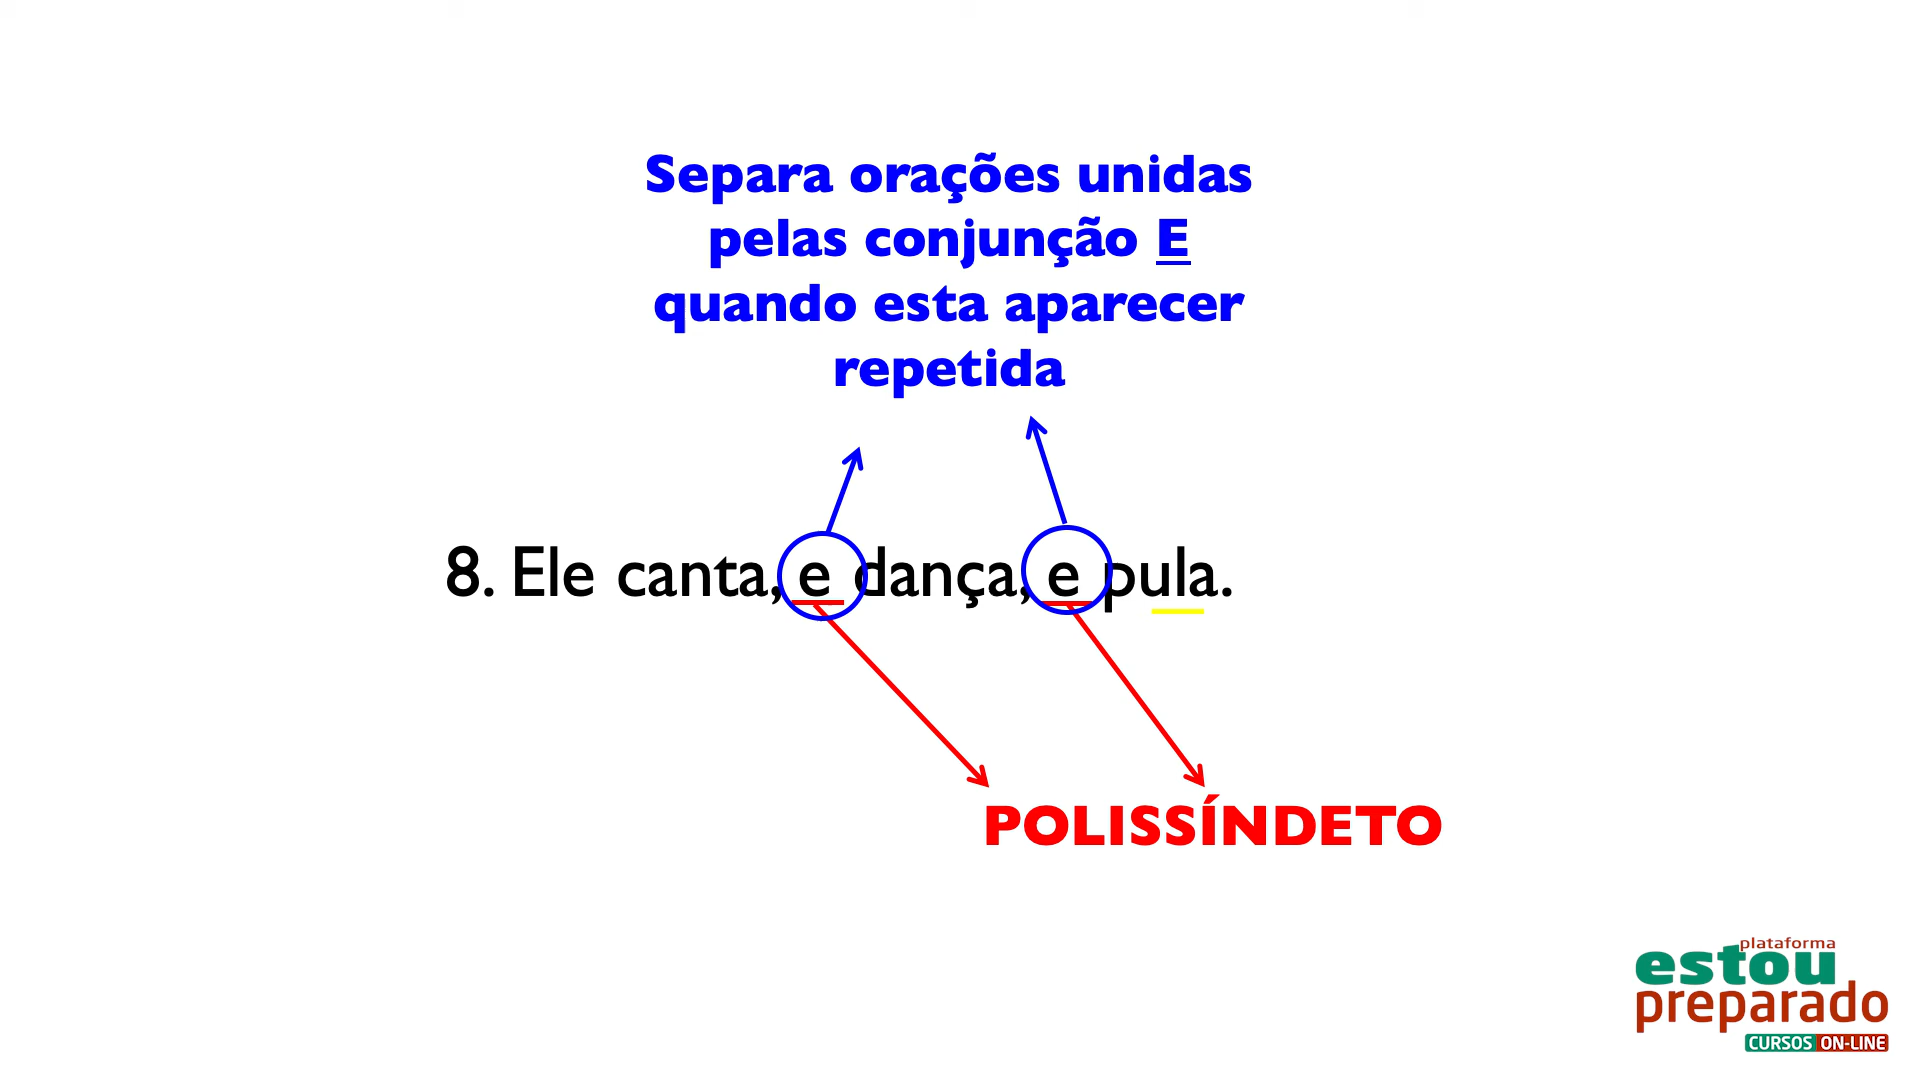 Separa orações unidas
pelas conjunção E
quando esta aparecer
repetida
8. Ele canta, e dança, e pula.
POLISSÍNDETO
plataforma
estou
preparado
CURSOS ON-LINE